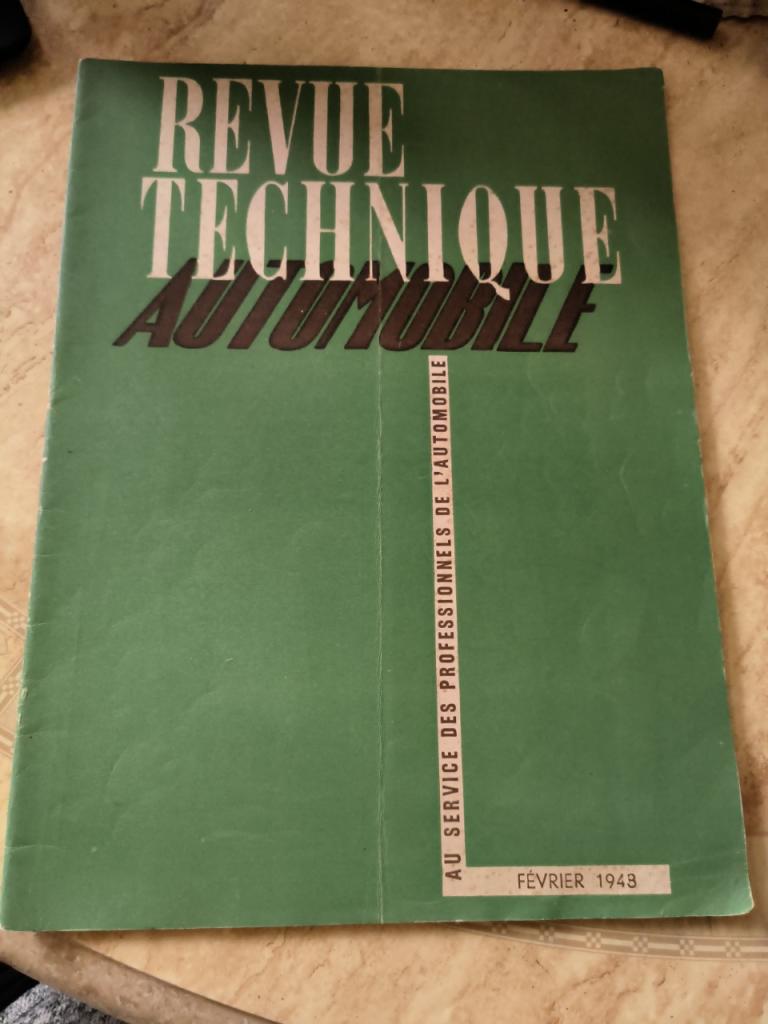 REVUE
TECHNIQUE
AUTOMOBILE
AU SERVICE DES PROFESSIONNELS DE L'AUTOMOBILE
FÉVRIER 1948